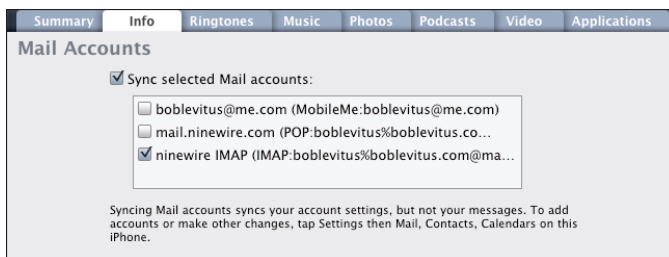 Summary Info Ringtones Music Photos Podcasts Video Applications
Mail Accounts
Sync selected Mail accounts:
boblevitus@me.com (MobileMe:boblevitus@me.com)
mail.ninewire.com (POP:boblevitus%boblevitus.co...
ninewire IMAP (IMAP:boblevitus%boblevitus.com@ma...
Syncing Mail accounts syncs your account settings, but not your messages. To add
accounts or make other changes, tap Settings then Mail, Contacts, Calendars on this
iPhone.